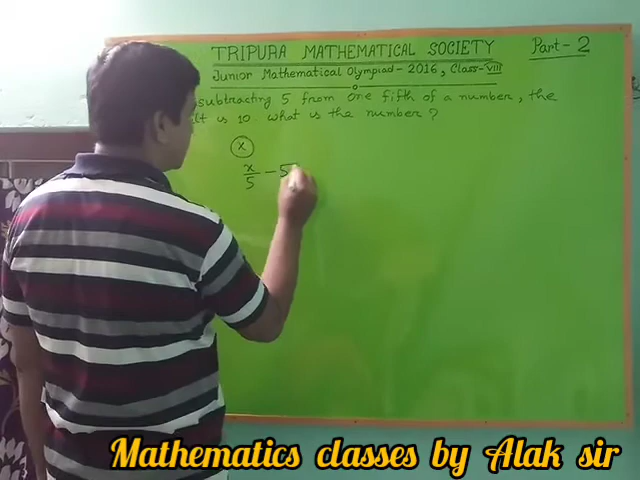 TRIPURA MATHEMATICAL SOCIETY Part-2
Junior Mathematical Olympiad-2016, Class-VIII
subtracting 5 from one fifth of a number, the
is 10 what is the number?
x
x/5 - 5
Mathematics classes by Alak sir